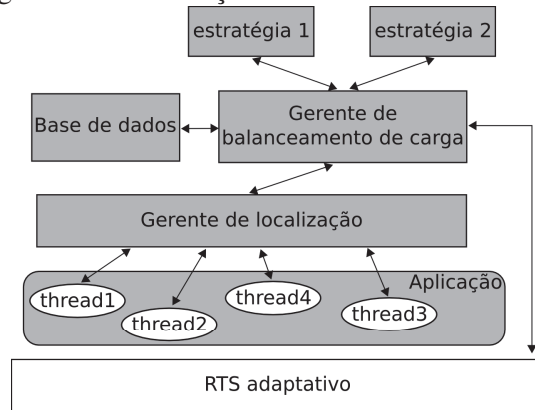 estratégia 1
estratégia 2
Base de dados
Gerente de
balanceamento de carga
Gerente de localização
Aplicação
thread1
thread2
thread4
thread3
RTS adaptativo